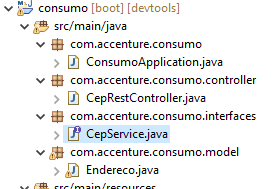 consumo [boot] [devtools]
src/main/java
com.accenture.consumo
ConsumoApplication.java
com.accenture.consumo.controller
CepRestController.java
com.accenture.consumo.interfaces
CepService.java
com.accenture.consumo.model
Endereco.java
src/main/resources